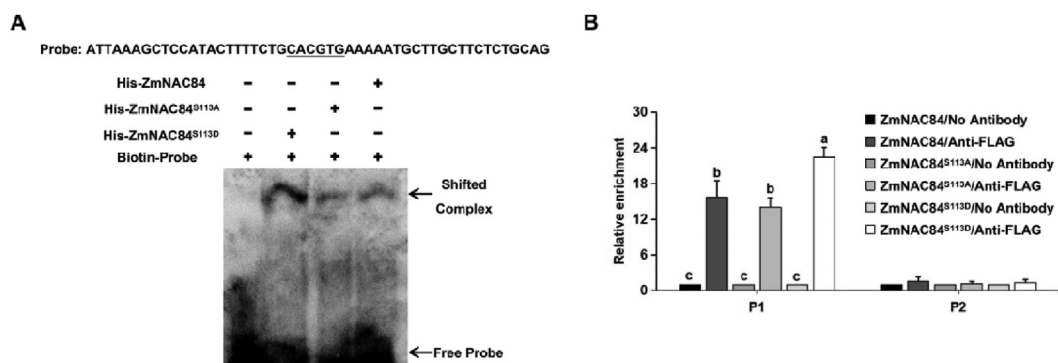 A
Probe: ATTAAAGCTCCATACTTTTCTGCACGTGAAAAATGCTTGCTTCTCTGCAG
His-ZmNAC84 - - - +
His-ZmNAC84S113A - - + -
His-ZmNAC84S113D - + - -
Biotin-Probe + + + +
Shifted
Complex
Free Probe
B
Relative enrichment
30
24
18
12
6
0
c b c b c a
P1 P2
ZmNAC84/No Antibody
ZmNAC84/Anti-FLAG
ZmNAC84S113A/No Antibody
ZmNAC84S113A/Anti-FLAG
ZmNAC84S113D/No Antibody
ZmNAC84S113D/Anti-FLAG